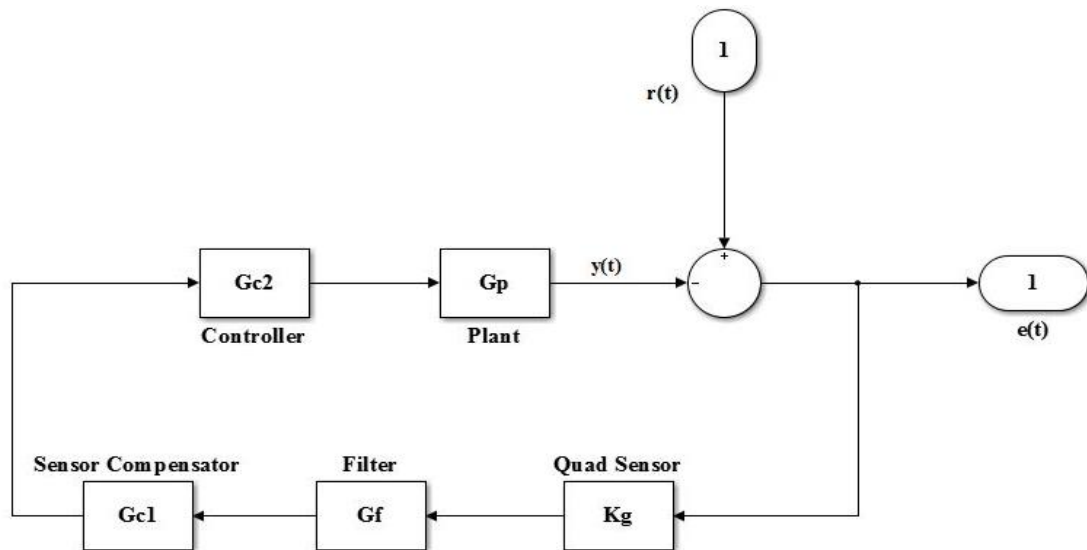 1
r(t)
Gc2
Controller
Gp
Plant
y(t)
+
-
1
e(t)
Sensor Compensator
Gc1
Filter
Gf
Quad Sensor
Kg